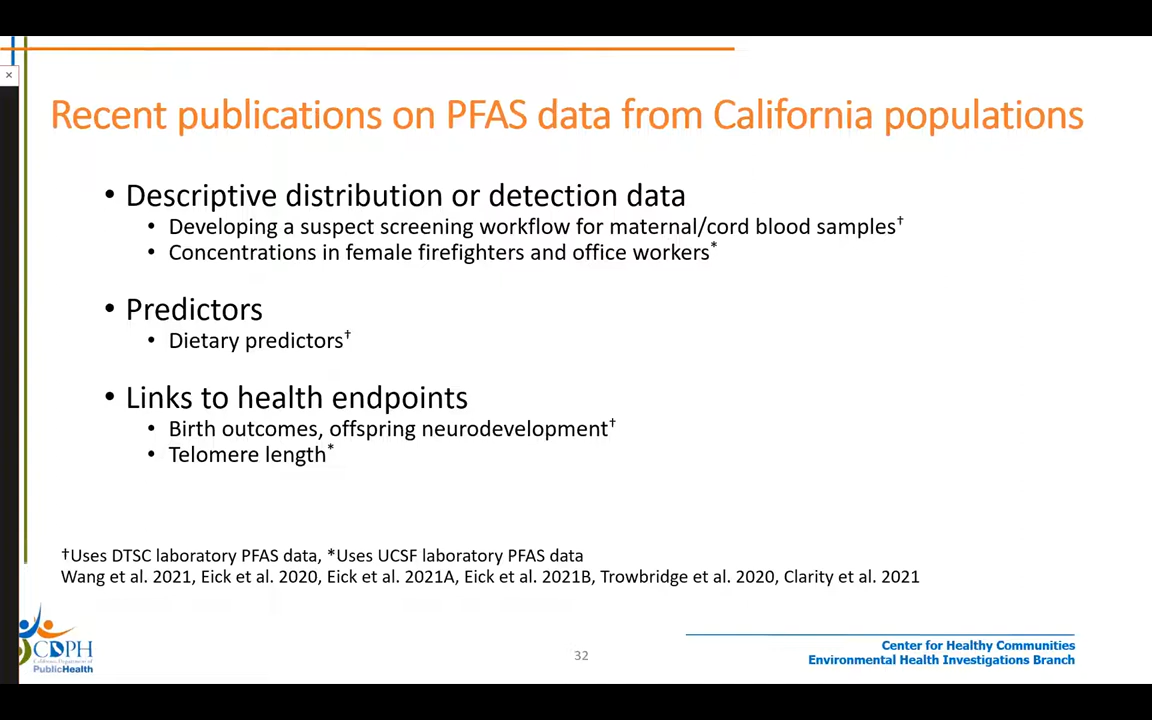 Recent publications on PFAS data from California populations
• Descriptive distribution or detection data
• Developing a suspect screening workflow for maternal/cord blood samples†
• Concentrations in female firefighters and office workers*
• Predictors
• Dietary predictors†
• Links to health endpoints
• Birth outcomes, offspring neurodevelopment†
• Telomere length*
†Uses DTSC laboratory PFAS data, *Uses UCSF laboratory PFAS data
Wang et al. 2021, Eick et al. 2020, Eick et al. 2021A, Eick et al. 2021B, Trowbridge et al. 2020, Clarity et al. 2021
CDPH
California Department of
PublicHealth
32
Center for Healthy Communities
Environmental Health Investigations Branch